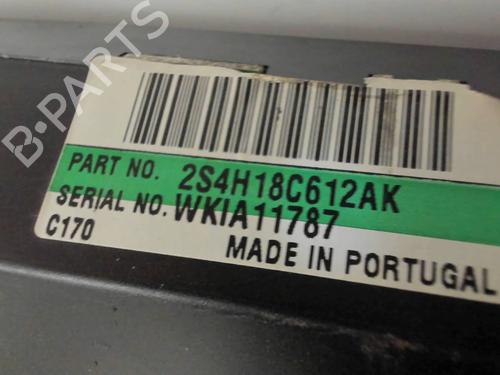 B-PARTS
PART NO. 2S4H18C612AK
SERIAL NO. WKIA11787
C170
MADE IN PORTUGAL